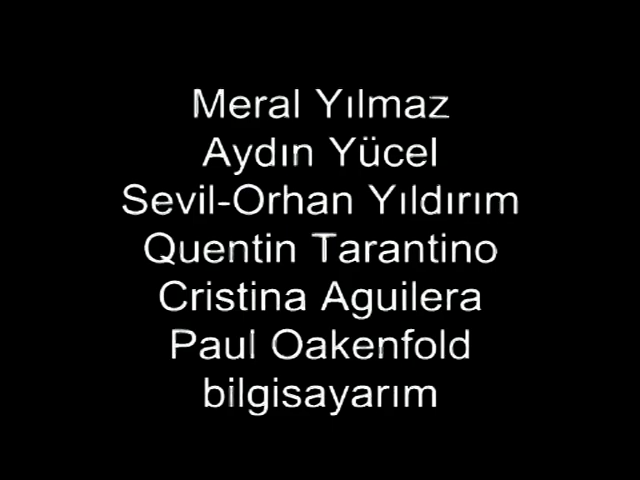 Meral Yılmaz
Aydın Yücel
Sevil-Orhan Yıldırım
Quentin Tarantino
Cristina Aguilera
Paul Oakenfold
bilgisayarım